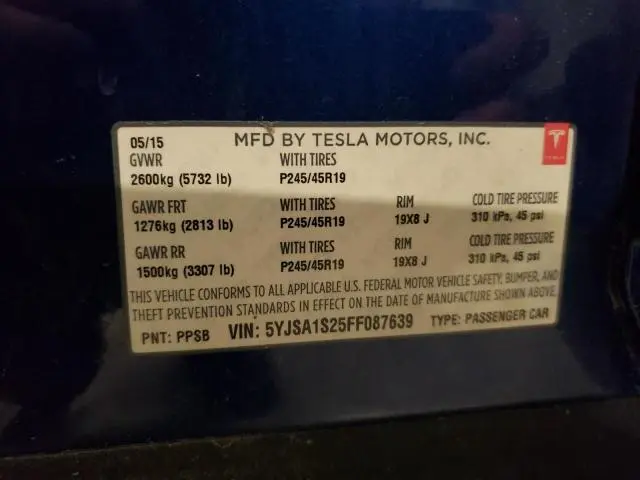 05/15 MFD BY TESLA MOTORS, INC.
GVWR WITH TIRES
2600kg (5732 lb) P245/45R19
GAWR FRT WITH TIRES RIM COLD TIRE PRESSURE
1276kg (2813 lb) P245/45R19 19X8 J 310 kPa, 45 psi
GAWR RR WITH TIRES RIM COLD TIRE PRESSURE
1500kg (3307 lb) P245/45R19 19X8 J 310 kPa, 45 psi
THIS VEHICLE CONFORMS TO ALL APPLICABLE U.S. FEDERAL MOTOR VEHICLE SAFETY, BUMPER, AND
THEFT PREVENTION STANDARDS IN EFFECT ON THE DATE OF MANUFACTURE SHOWN ABOVE.
PNT: PPSB VIN: 5YJSA1S25FF087639 TYPE: PASSENGER CAR
TESLA